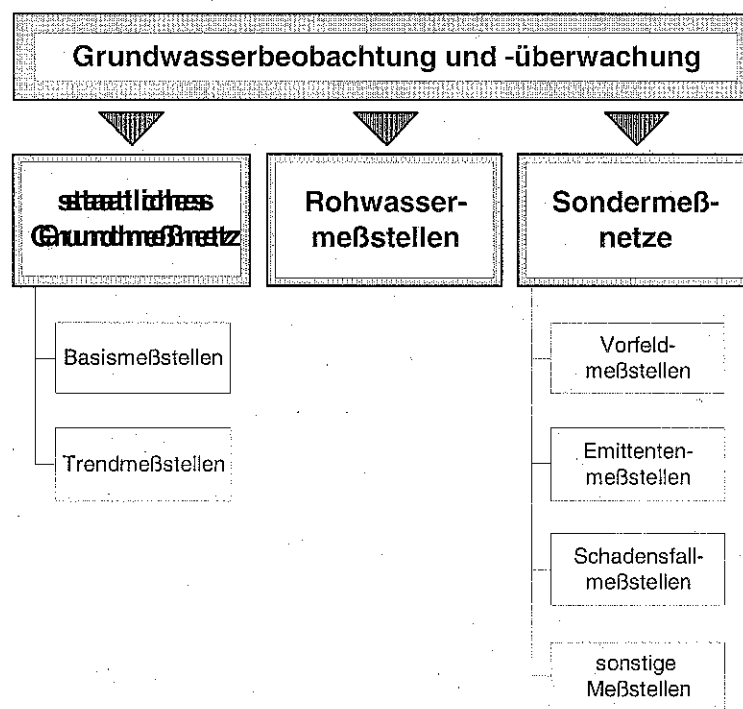 Grundwasserbeobachtung und -überwachung
staatliches
Grundmeßnetz
Rohwasser-
meßstellen
Sondermeß-
netze
Basismeßstellen
Trendmeßstellen
Vorfeld-
meßstellen
Emittenten-
meßstellen
Schadensfall-
meßstellen
sonstige
Meßstellen